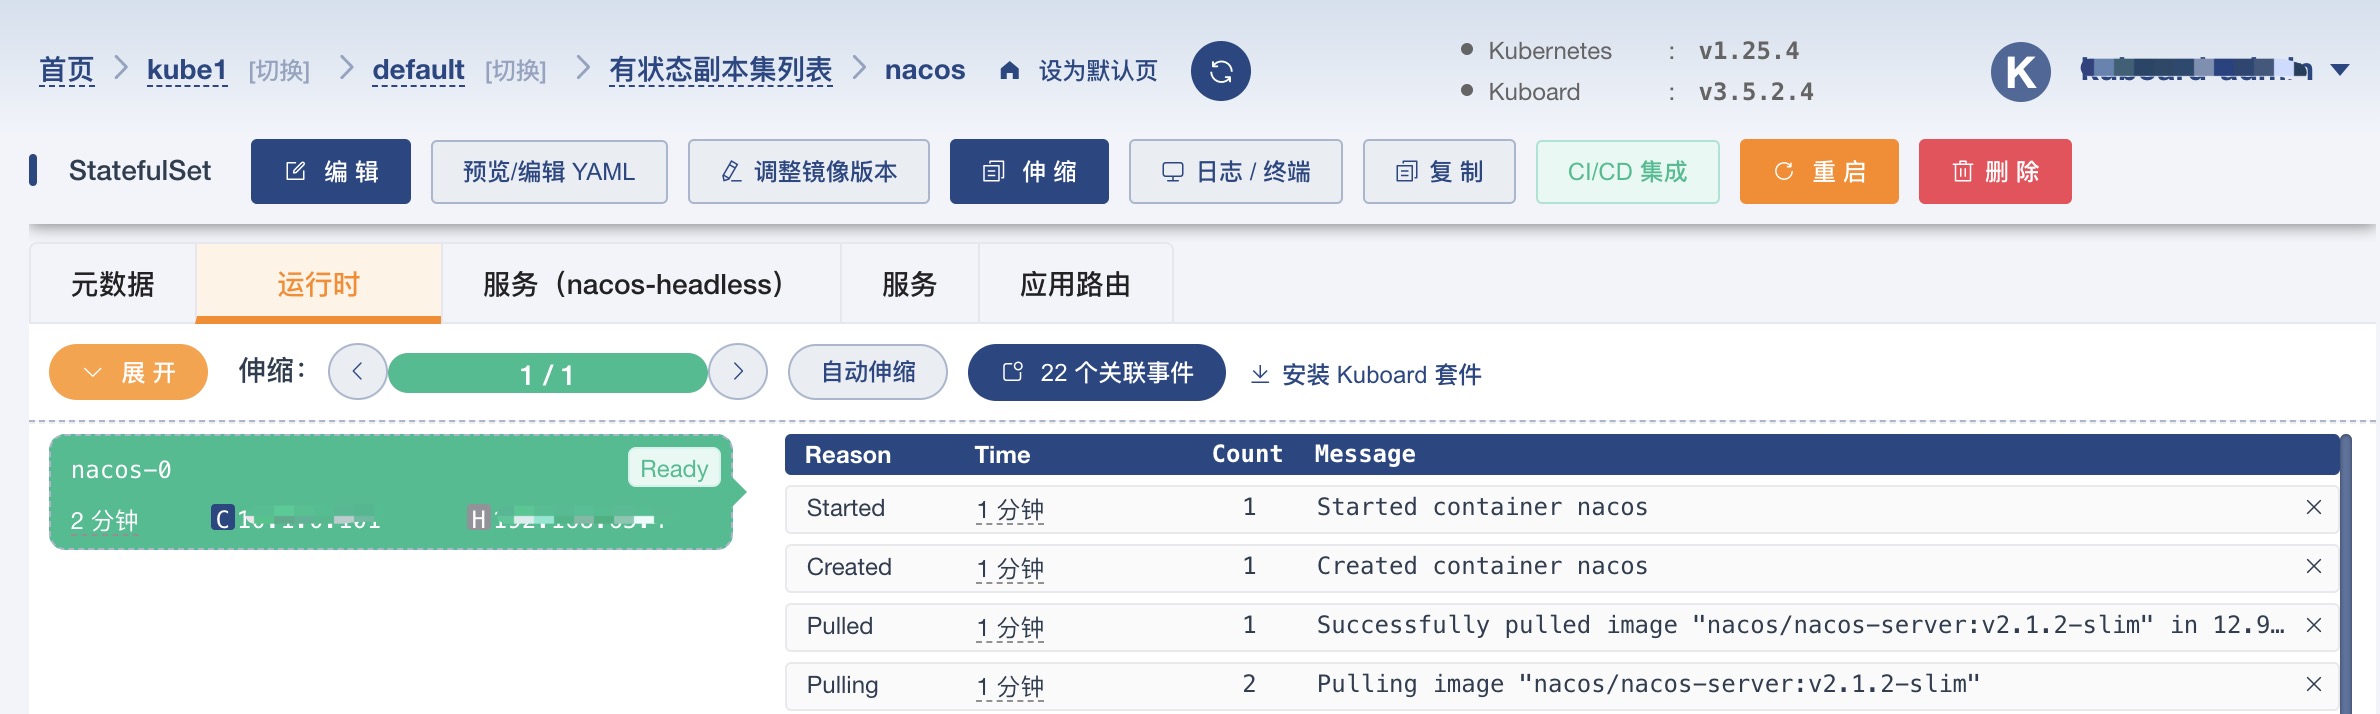 首页 > kube1 [切换] > default [切换] > 有状态副本集列表 > nacos 设为默认页
Kubernetes : v1.25.4
Kuboard : v3.5.2.4
K
StatefulSet 编 辑 预览/编辑 YAML 调整镜像版本 伸 缩 日志 / 终端 复 制 CI/CD 集成 重 启 删 除
元数据 运行时 服务（nacos-headless） 服务 应用路由
展 开 伸缩： < 1 / 1 > 自动伸缩 22 个关联事件 安装 Kuboard 套件
nacos-0 Ready
2 分钟 C H
Reason Time Count Message
Started 1 分钟 1 Started container nacos
Created 1 分钟 1 Created container nacos
Pulled 1 分钟 1 Successfully pulled image "nacos/nacos-server:v2.1.2-slim" in 12.9…
Pulling 1 分钟 2 Pulling image "nacos/nacos-server:v2.1.2-slim"